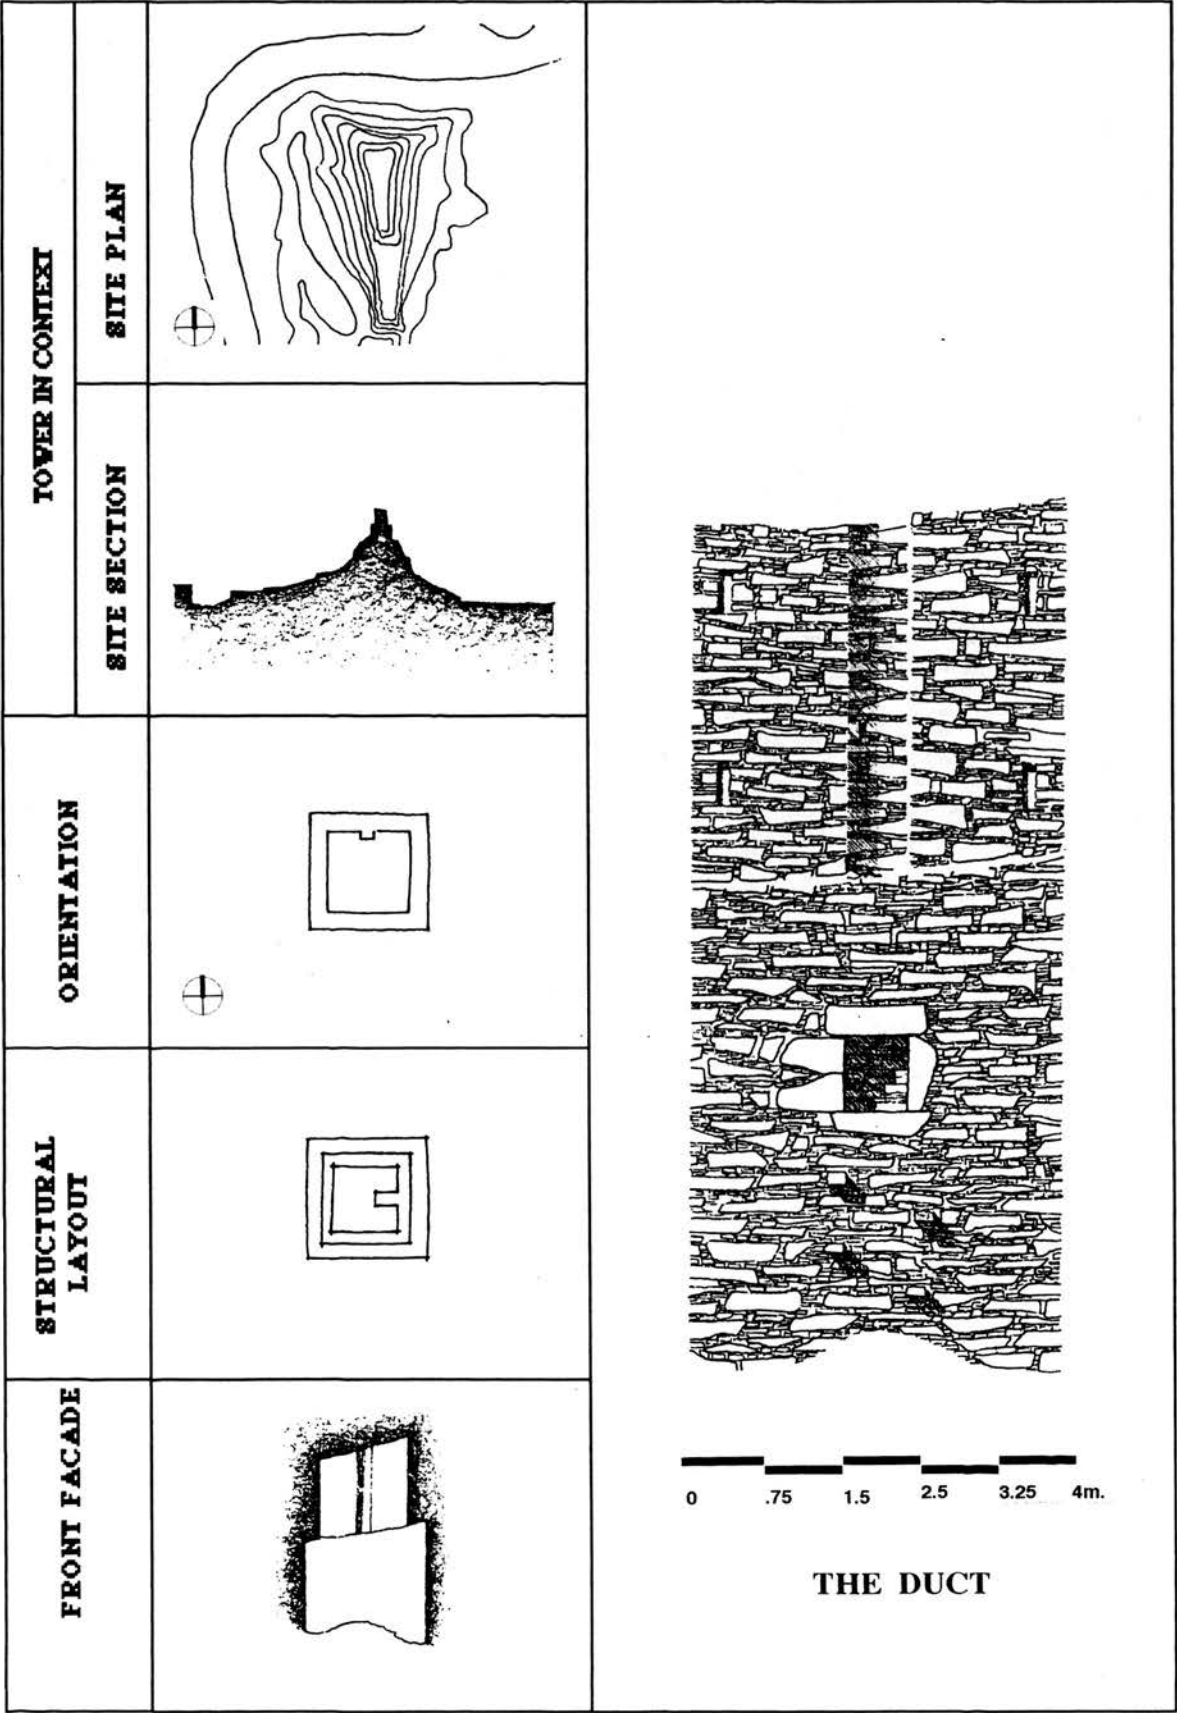 TOWER IN CONTEXT
SITE PLAN
SITE SECTION
ORIENTATION
STRUCTURAL
LAYOUT
FRONT FACADE
0 .75 1.5 2.5 3.25 4m.
THE DUCT